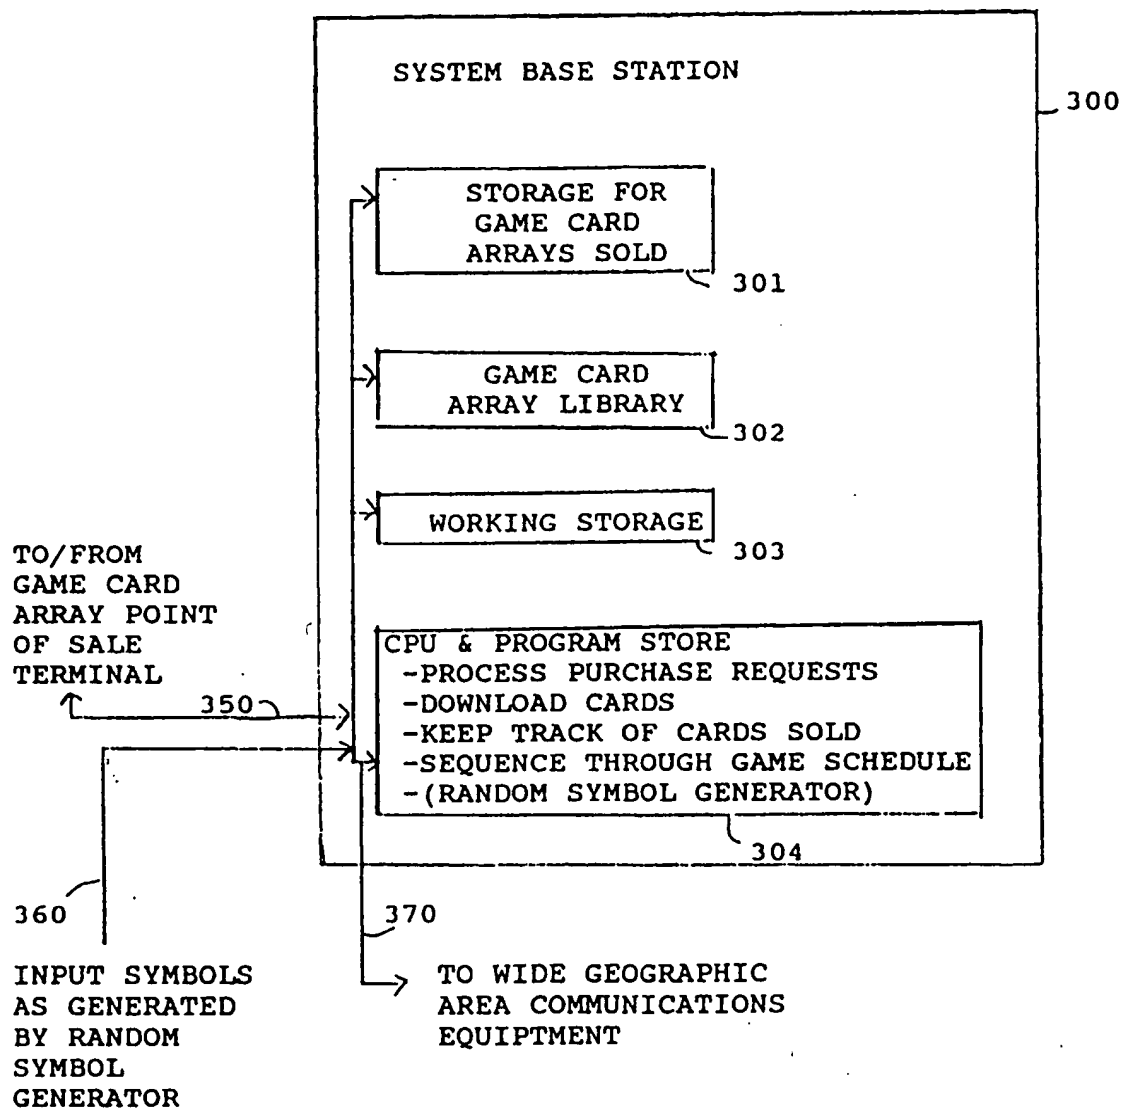 SYSTEM BASE STATION
300
STORAGE FOR
GAME CARD
ARRAYS SOLD
301
GAME CARD
ARRAY LIBRARY
302
WORKING STORAGE
303
TO/FROM
GAME CARD
ARRAY POINT
OF SALE
TERMINAL
350
CPU & PROGRAM STORE
-PROCESS PURCHASE REQUESTS
-DOWNLOAD CARDS
-KEEP TRACK OF CARDS SOLD
-SEQUENCE THROUGH GAME SCHEDULE
-(RANDOM SYMBOL GENERATOR)
304
360
370
INPUT SYMBOLS
AS GENERATED
BY RANDOM
SYMBOL
GENERATOR
TO WIDE GEOGRAPHIC
AREA COMMUNICATIONS
EQUIPTMENT